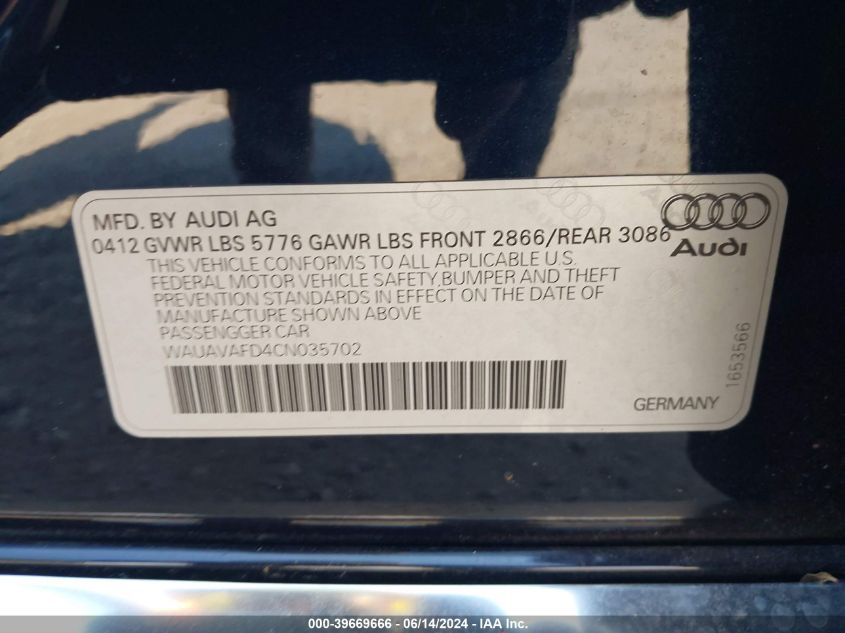 MFD. BY AUDI AG
0412 GVWR LBS 5776 GAWR LBS FRONT 2866/REAR 3086
Audi
THIS VEHICLE CONFORMS TO ALL APPLICABLE U.S.
FEDERAL MOTOR VEHICLE SAFETY,BUMPER AND THEFT
PREVENTION STANDARDS IN EFFECT ON THE DATE OF
MANUFACTURE SHOWN ABOVE
PASSENGGER CAR
WAUAVAFD4CN035702
1653566
GERMANY
000-39669666 - 06/14/2024 - IAA Inc.